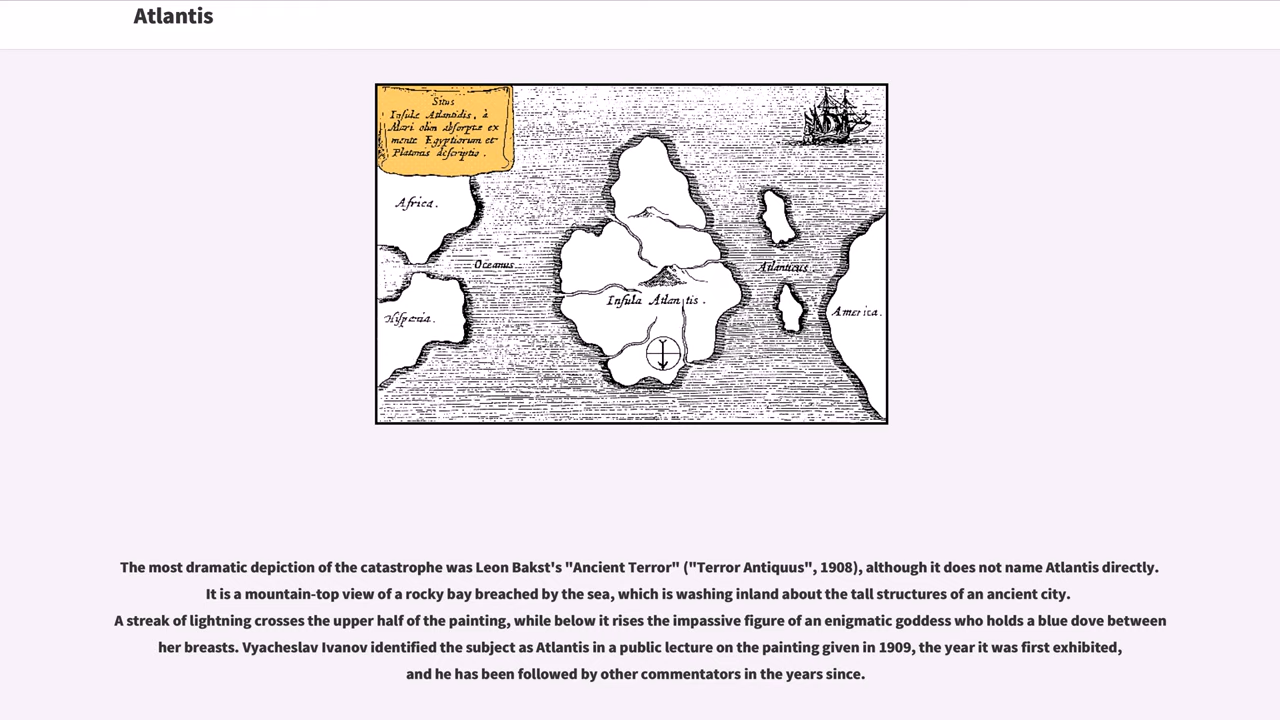 Atlantis
Situs
Insulæ Atlantidis, à
Mari olim absorptæ ex
mente Egyptiorum et
Platonis descriptio.
Africa.
Oceanus
Atlanticus
Insula Atlantis.
Hispania.
America.
The most dramatic depiction of the catastrophe was Leon Bakst's "Ancient Terror" ("Terror Antiquus", 1908), although it does not name Atlantis directly.
It is a mountain-top view of a rocky bay breached by the sea, which is washing inland about the tall structures of an ancient city.
A streak of lightning crosses the upper half of the painting, while below it rises the impassive figure of an enigmatic goddess who holds a blue dove between
her breasts. Vyacheslav Ivanov identified the subject as Atlantis in a public lecture on the painting given in 1909, the year it was first exhibited,
and he has been followed by other commentators in the years since.